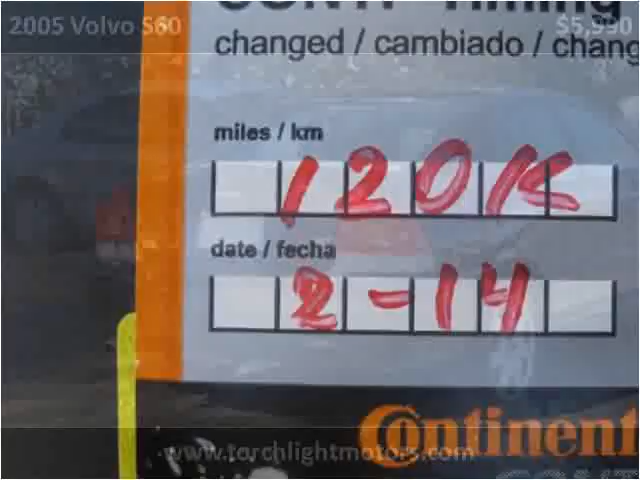 2005 Volvo S60 $5,990
changed / cambiado / chang
miles / km
120K
date / fecha
2-14
Continent
www.torchlightmotors.com